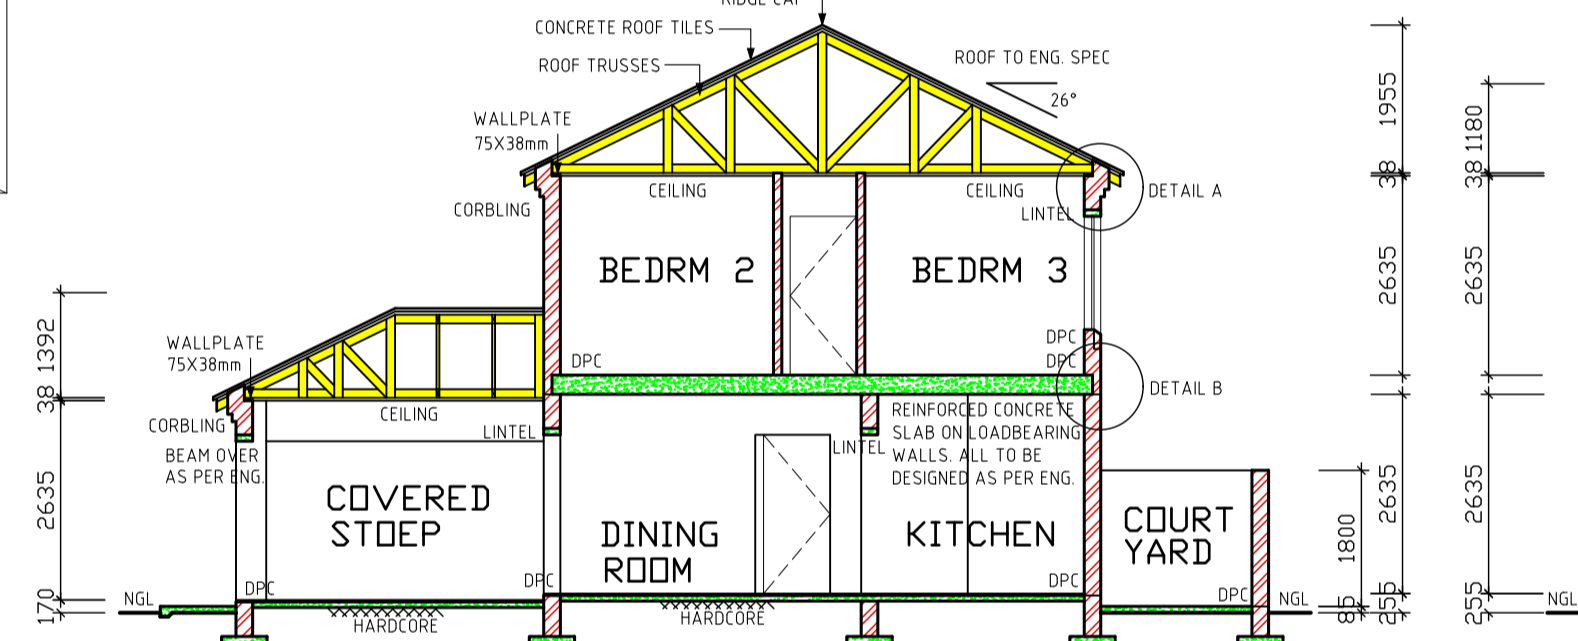 RIDGE CAP
CONCRETE ROOF TILES
ROOF TRUSSES
ROOF TO ENG. SPEC
26°
WALLPLATE
75X38mm
CEILING
CEILING
CORBLING
LINTEL
DETAIL A
BEDRM 2
BEDRM 3
WALLPLATE
75X38mm
DPC
DPC
DPC
DETAIL B
CEILING
CORBLING
LINTEL
BEAM OVER
AS PER ENG.
LINTEL
REINFORCED CONCRETE
SLAB ON LOADBEARING
WALLS. ALL TO BE
DESIGNED AS PER ENG.
COVERED
STOEP
DINING
ROOM
KITCHEN
COURT
YARD
DPC
DPC
DPC
DPC
NGL
NGL
NGL
HARDCORE
HARDCORE
1392
38
2635
170
1955
38
2635
2635
255
1800
85
1180
38
2635
2635
255